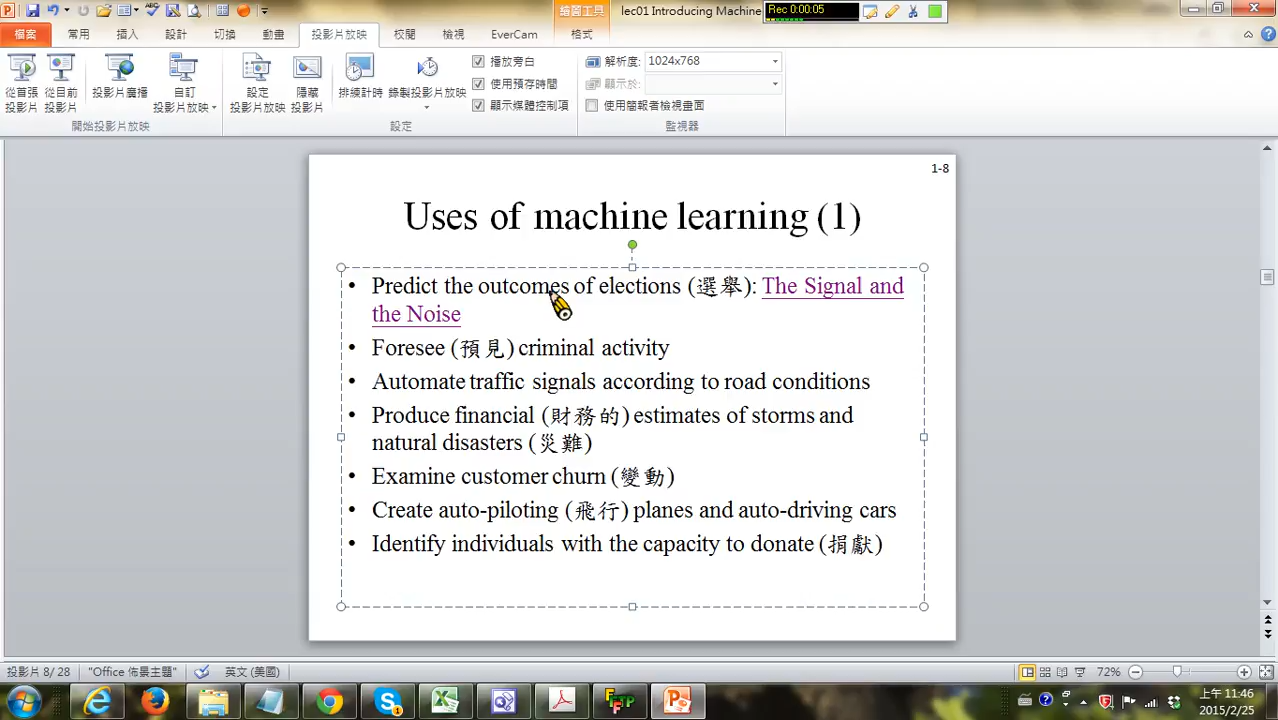 lec01 Introducing Machine
繪圖工具
Rec 0:00:05
檔案 常用 插入 設計 切換 動畫 投影片放映 校閱 檢視 EverCam 格式
從首張
投影片
從目前
投影片
投影片廣播
自訂
投影片放映
開始投影片放映
設定
投影片放映
隱藏
投影片
排練計時
錄製投影片放映
播放旁白
使用預存時間
顯示媒體控制項
設定
解析度: 1024x768
顯示於:
使用簡報者檢視畫面
監視器
1-8
Uses of machine learning (1)
• Predict the outcomes of elections (選舉): The Signal and
the Noise
• Foresee (預見) criminal activity
• Automate traffic signals according to road conditions
• Produce financial (財務的) estimates of storms and
natural disasters (災難)
• Examine customer churn (變動)
• Create auto-piloting (飛行) planes and auto-driving cars
• Identify individuals with the capacity to donate (捐獻)
投影片 8/28 "Office 佈景主題" 英文 (美國) 72%
上午 11:46
2015/2/25